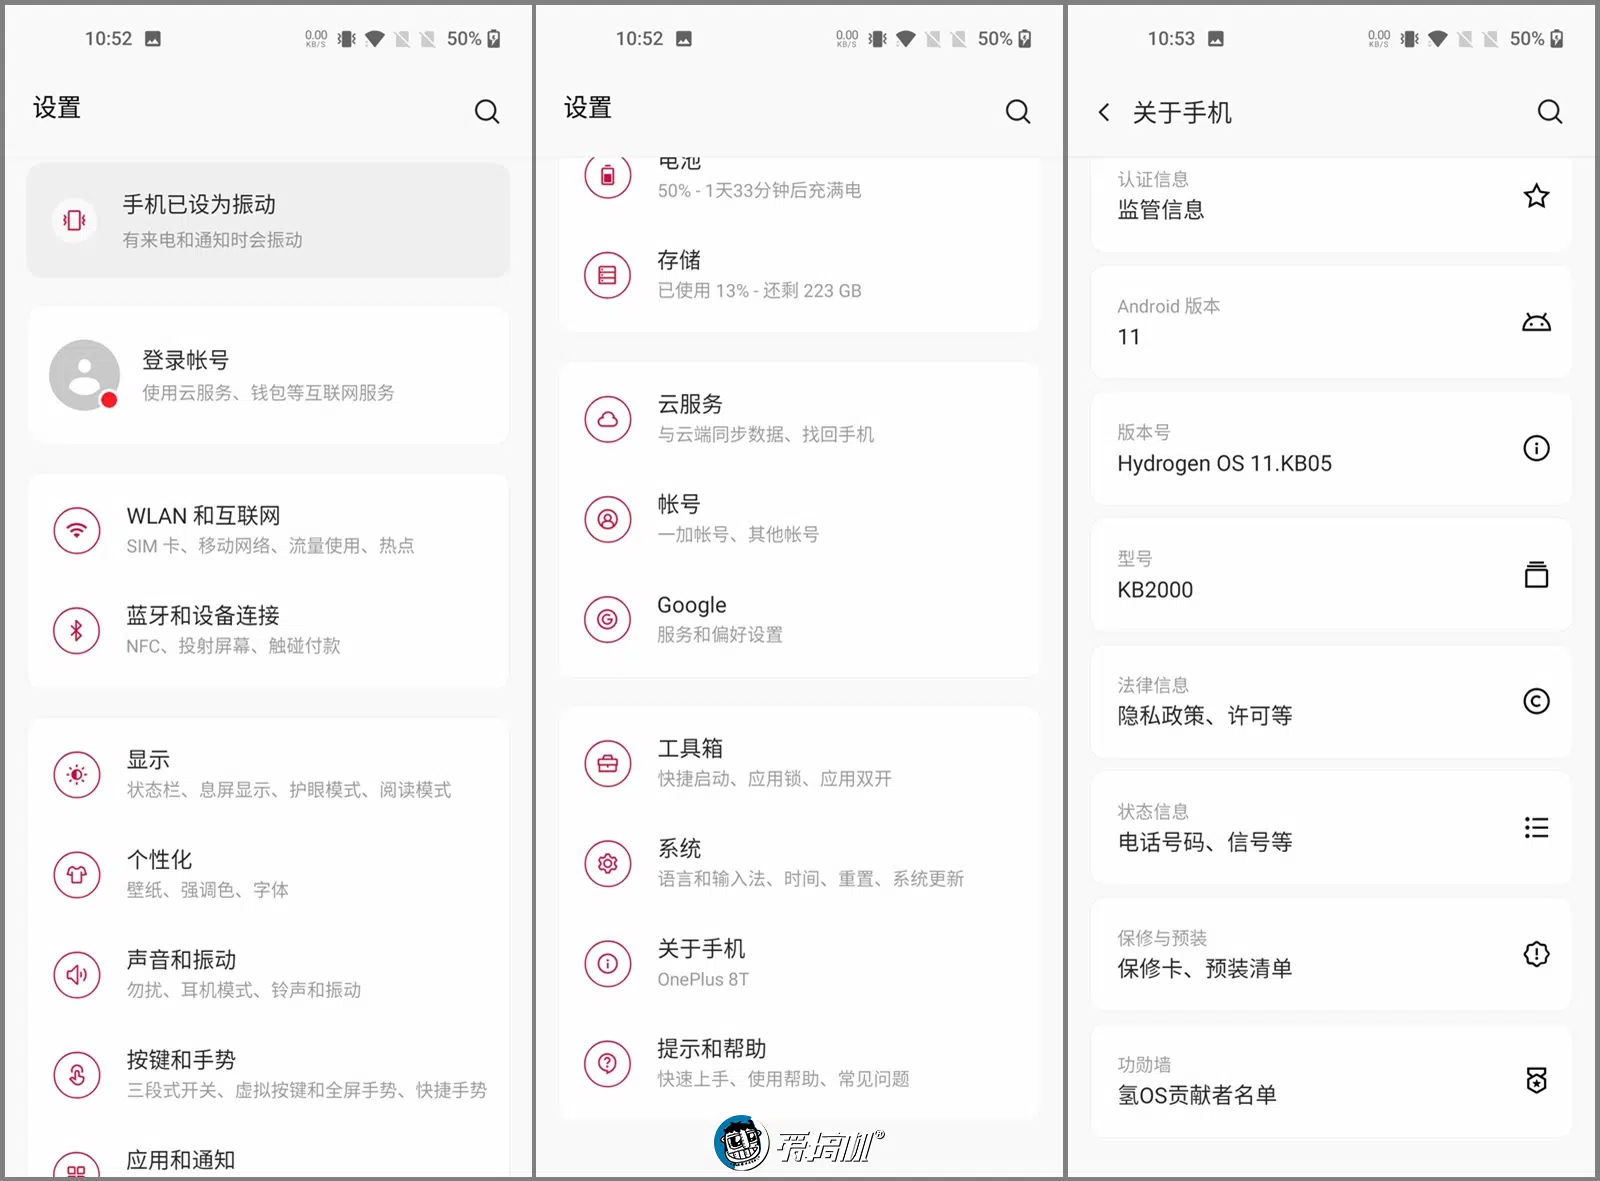 10:52
0.00 KB/S
50%
设置
手机已设为振动
有来电和通知时会振动
登录帐号
使用云服务、钱包等互联网服务
WLAN 和互联网
SIM 卡、移动网络、流量使用、热点
蓝牙和设备连接
NFC、投射屏幕、触碰付款
显示
状态栏、息屏显示、护眼模式、阅读模式
个性化
壁纸、强调色、字体
声音和振动
勿扰、耳机模式、铃声和振动
按键和手势
三段式开关、虚拟按键和全屏手势、快捷手势
应用和通知
10:52
0.00 KB/S
50%
设置
电池
50% - 1天33分钟后充满电
存储
已使用 13% - 还剩 223 GB
云服务
与云端同步数据、找回手机
帐号
一加帐号、其他帐号
Google
服务和偏好设置
工具箱
快捷启动、应用锁、应用双开
系统
语言和输入法、时间、重置、系统更新
关于手机
OnePlus 8T
提示和帮助
快速上手、使用帮助、常见问题
10:53
0.00 KB/S
50%
关于手机
认证信息
监管信息
Android 版本
11
版本号
Hydrogen OS 11.KB05
型号
KB2000
法律信息
隐私政策、许可等
状态信息
电话号码、信号等
保修与预装
保修卡、预装清单
功勋墙
氢OS贡献者名单